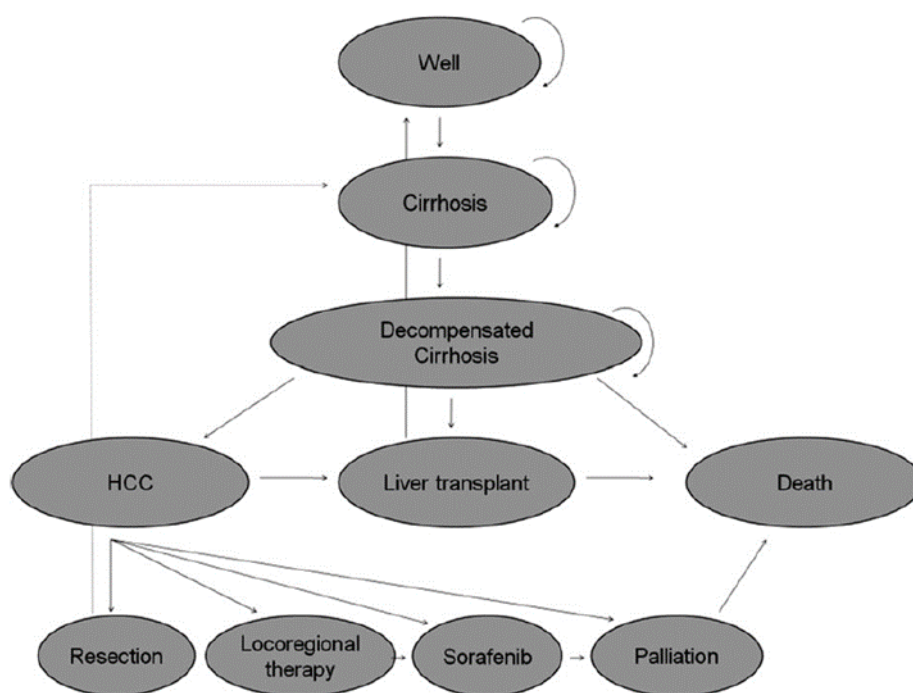 Well
Cirrhosis
Decompensated
Cirrhosis
HCC
Liver transplant
Death
Resection
Locoregional
therapy
Sorafenib
Palliation